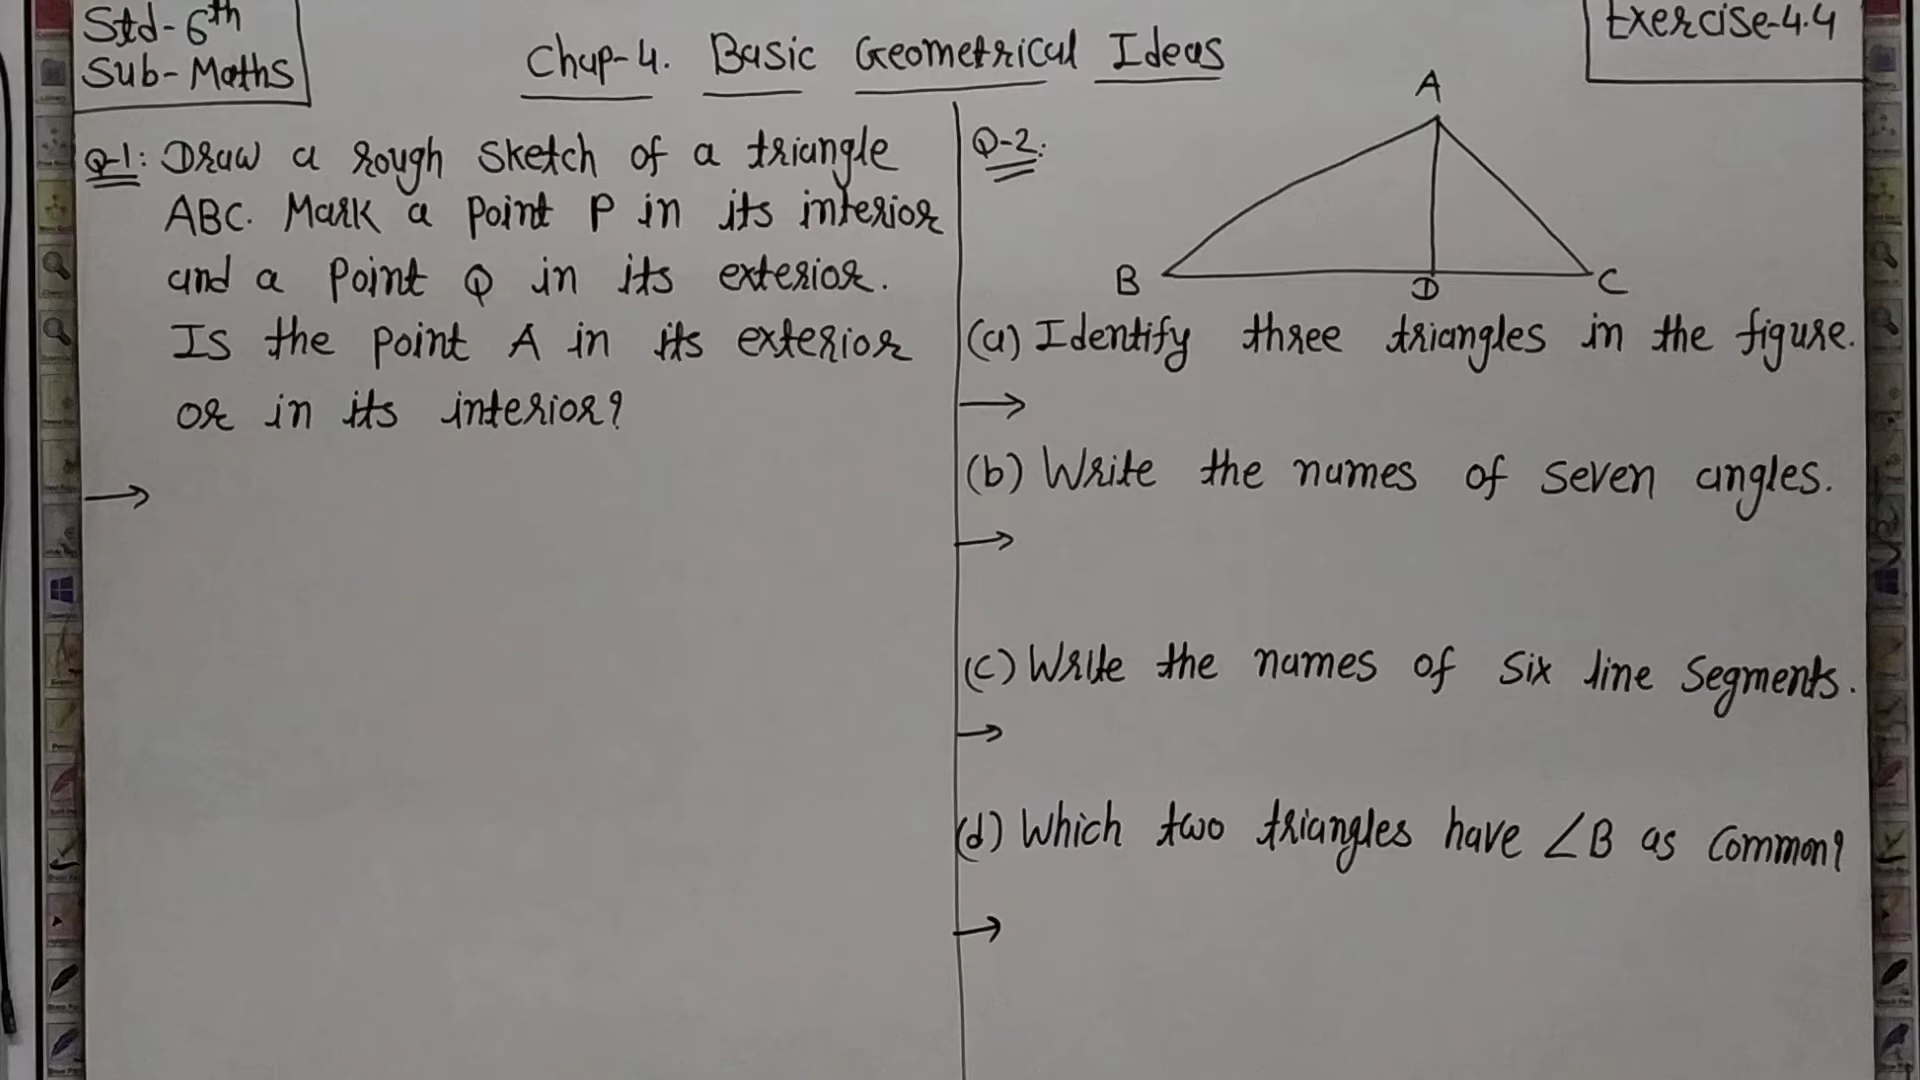 Std-6th
Sub-Maths
Chap-4. Basic Geometrical Ideas
Exercise-4.4
Q-1: Draw a rough sketch of a triangle
ABC. Mark a point P in its interior
and a point Q in its exterior.
Is the point A in its exterior
or in its interior?
→
Q-2:
A
B
D
C
(a) Identify three triangles in the figure.
→
(b) Write the names of seven angles.
→
(c) Write the names of six line segments.
→
(d) Which two triangles have ∠B as common?
→